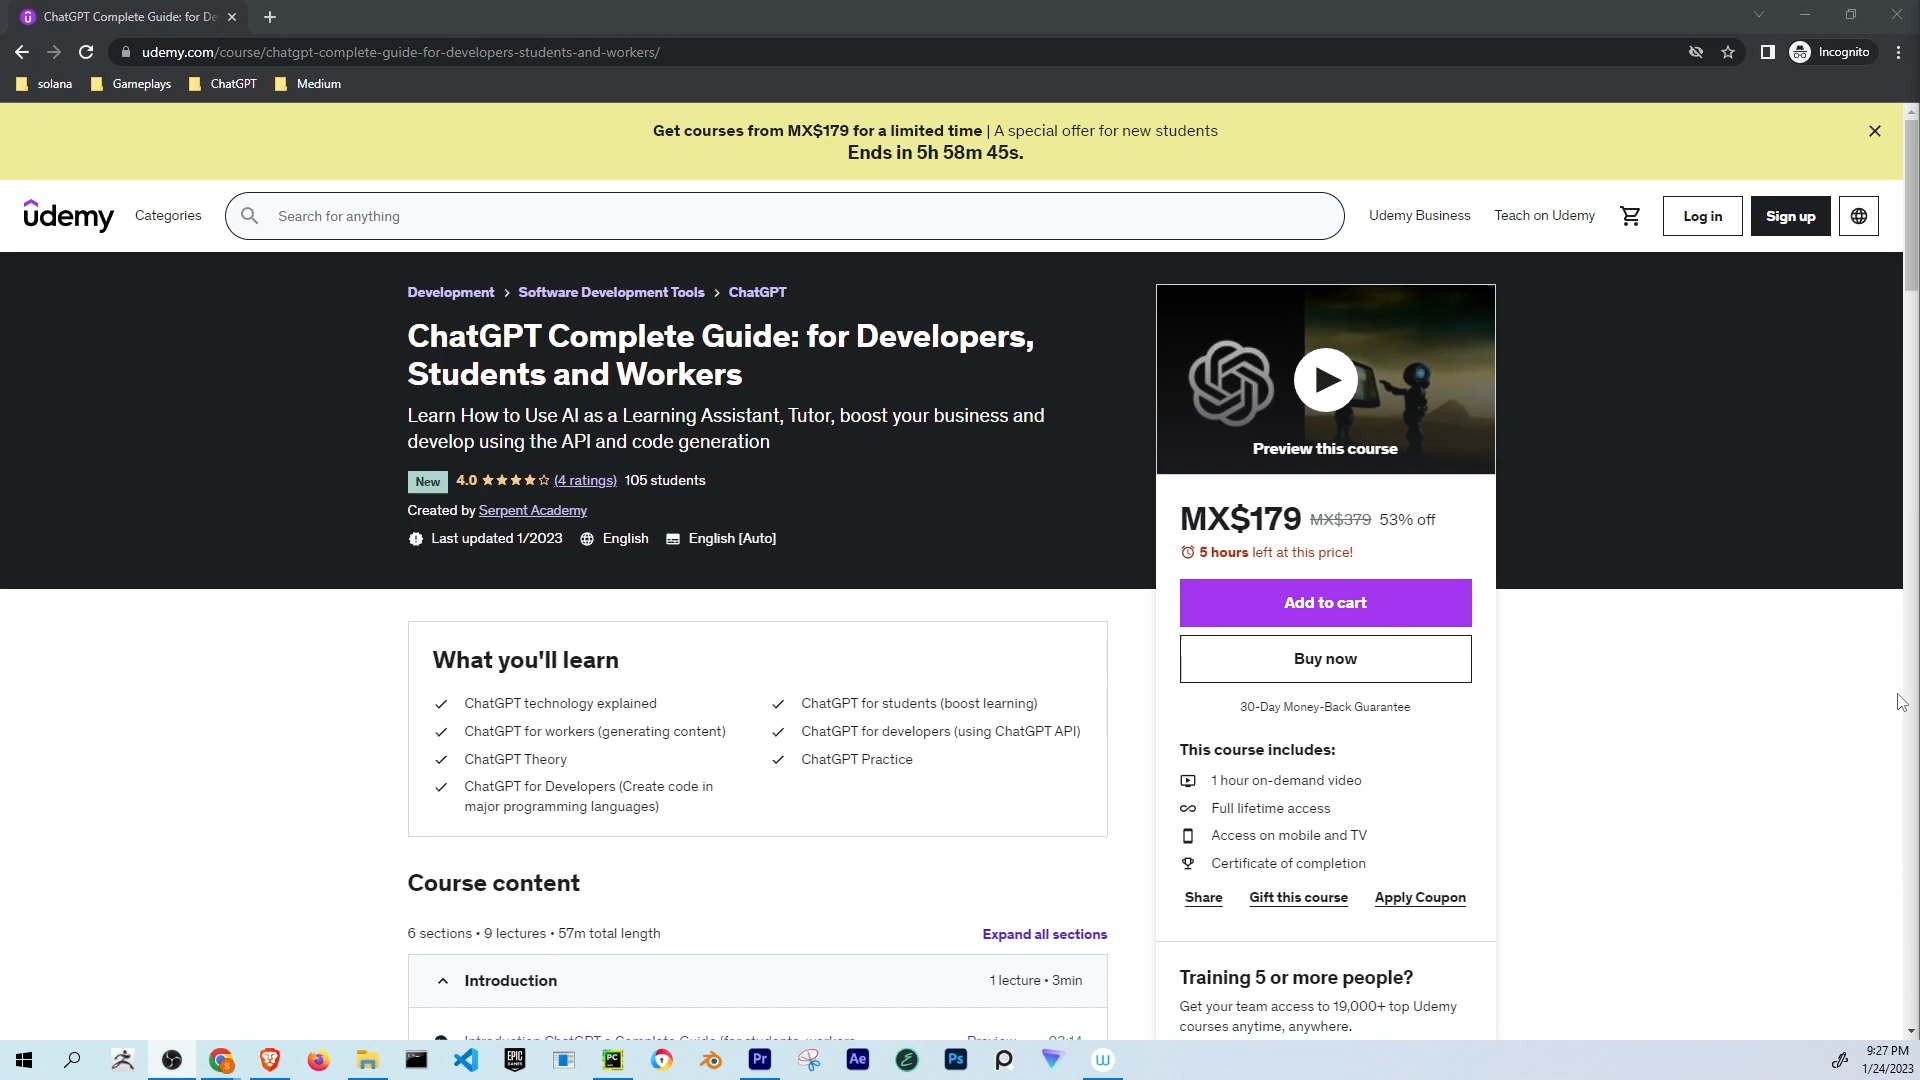 ChatGPT Complete Guide: for De
udemy.com/course/chatgpt-complete-guide-for-developers-students-and-workers/
Incognito
solana
Gameplays
ChatGPT
Medium
Get courses from MX$179 for a limited time | A special offer for new students
Ends in 5h 58m 45s.
ûdemy
Categories
Search for anything
Udemy Business
Teach on Udemy
Log in
Sign up
Development > Software Development Tools > ChatGPT
ChatGPT Complete Guide: for Developers,
Students and Workers
Learn How to Use AI as a Learning Assistant, Tutor, boost your business and
develop using the API and code generation
New 4.0 (4 ratings) 105 students
Created by Serpent Academy
Last updated 1/2023 English English [Auto]
Preview this course
MX$179 MX$379 53% off
5 hours left at this price!
Add to cart
Buy now
30-Day Money-Back Guarantee
This course includes:
1 hour on-demand video
Full lifetime access
Access on mobile and TV
Certificate of completion
Share
Gift this course
Apply Coupon
Training 5 or more people?
Get your team access to 19,000+ top Udemy
courses anytime, anywhere.
What you'll learn
ChatGPT technology explained
ChatGPT for students (boost learning)
ChatGPT for workers (generating content)
ChatGPT for developers (using ChatGPT API)
ChatGPT Theory
ChatGPT Practice
ChatGPT for Developers (Create code in
major programming languages)
Course content
6 sections • 9 lectures • 57m total length
Expand all sections
Introduction
1 lecture • 3min
PC
EPIC
GAMES
Pr
Ae
Ps
9:27 PM
1/24/2023